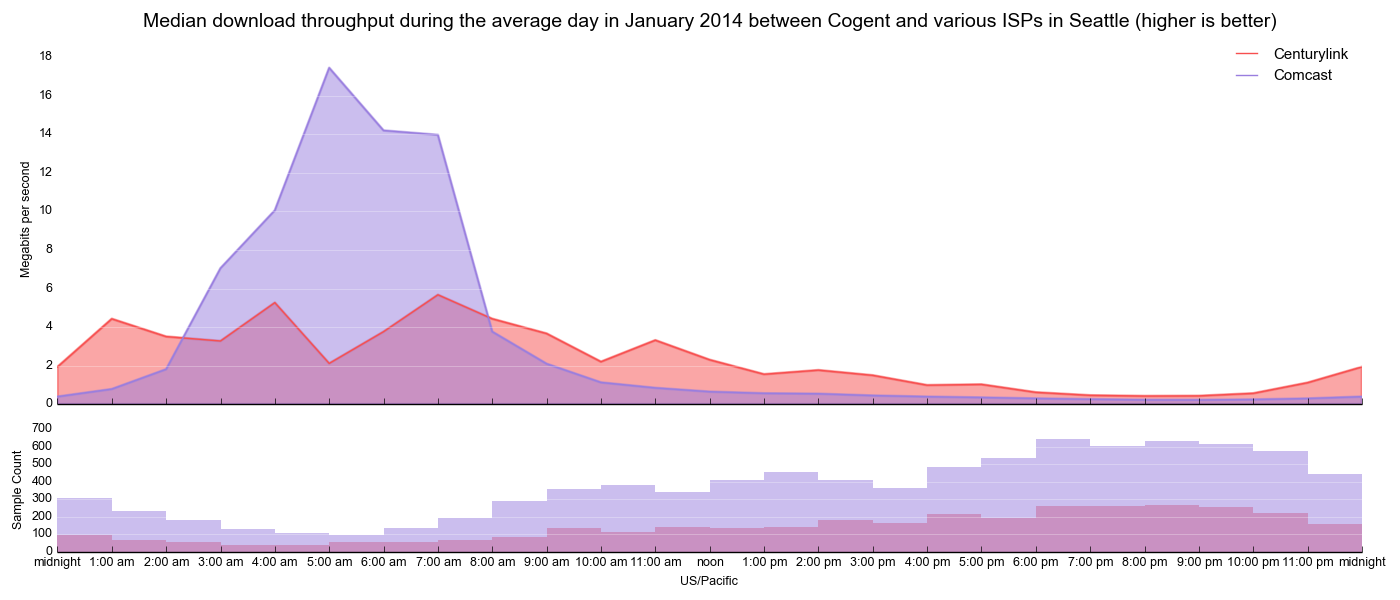 Median download throughput during the average day in January 2014 between Cogent and various ISPs in Seattle (higher is better)
Centurylink
Comcast
Megabits per second
18
16
14
12
10
8
6
4
2
0
Sample Count
700
600
500
400
300
200
100
0
midnight 1:00 am 2:00 am 3:00 am 4:00 am 5:00 am 6:00 am 7:00 am 8:00 am 9:00 am 10:00 am 11:00 am noon 1:00 pm 2:00 pm 3:00 pm 4:00 pm 5:00 pm 6:00 pm 7:00 pm 8:00 pm 9:00 pm 10:00 pm 11:00 pm midnight
US/Pacific